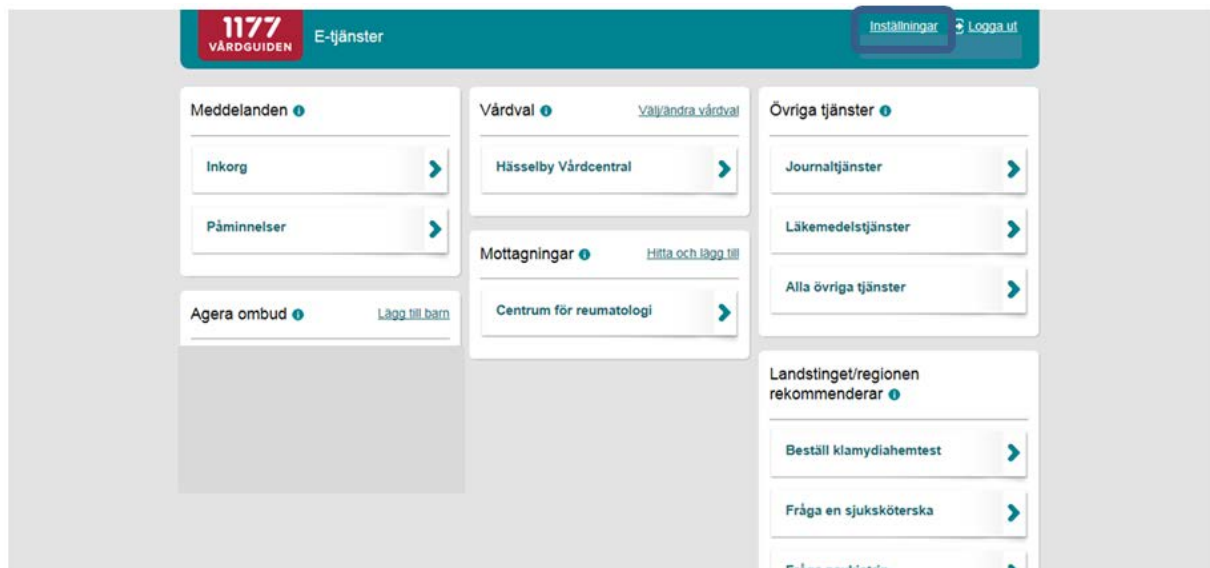 1177
VÅRDGUIDEN
E-tjänster
Inställningar
Logga ut
Meddelanden
Inkorg
Påminnelser
Agera ombud
Lägg till barn
Vårdval
Välj/ändra vårdval
Hässelby Vårdcentral
Mottagningar
Hitta och lägg till
Centrum för reumatologi
Övriga tjänster
Journaltjänster
Läkemedelstjänster
Alla övriga tjänster
Landstinget/regionen
rekommenderar
Beställ klamydiahemtest
Fråga en sjuksköterska